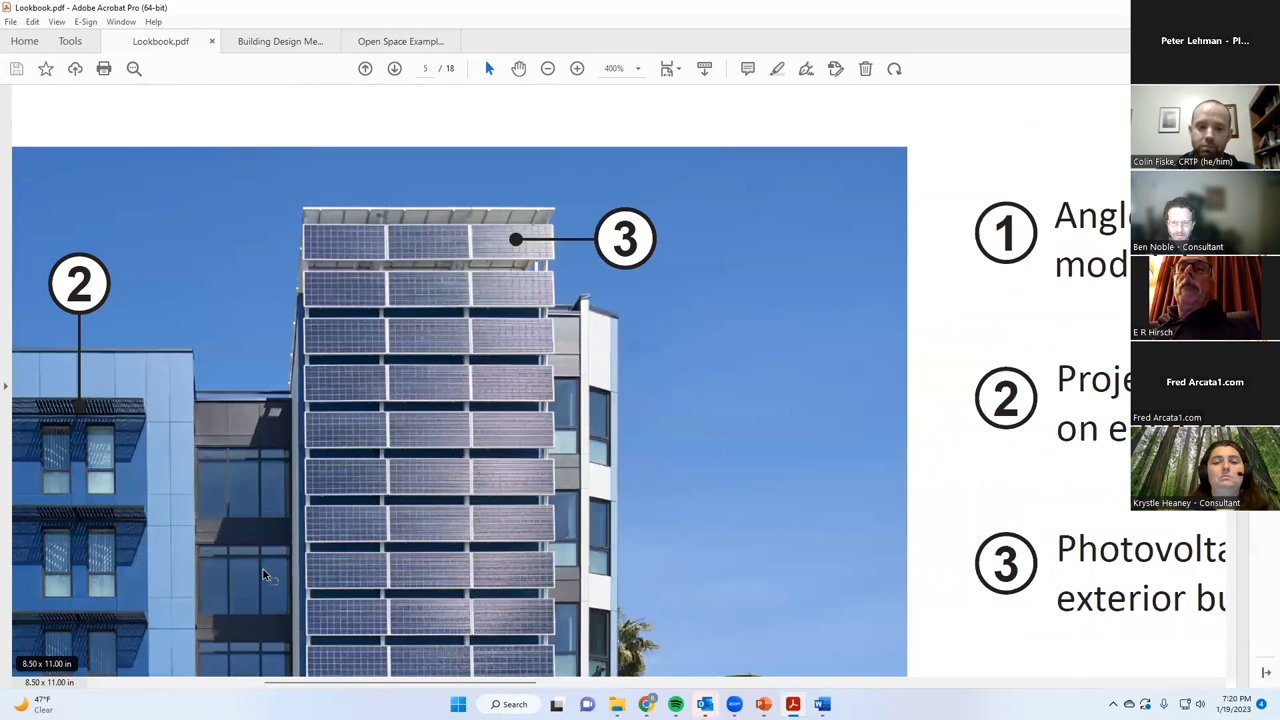 Lookbook.pdf - Adobe Acrobat Pro (64-bit)
File Edit View E-Sign Window Help
Home Tools Lookbook.pdf × Building Design Me... Open Space Exampl...
5 / 18 400%
Peter Lehman - Pl...
Colin Fiske, CRTP (he/him)
Ben Noble - Consultant
E R Hirsch
Fred Arcata1.com
Fred Arcata1.com
Krystle Heaney - Consultant
2
3
1 Angl
mod
2 Proje
on e
3 Photovolta
exterior bu
8.50 x 11.00 in
8.50 x 11.00 in
47°F
Clear
Search
7:20 PM
1/19/2023
4